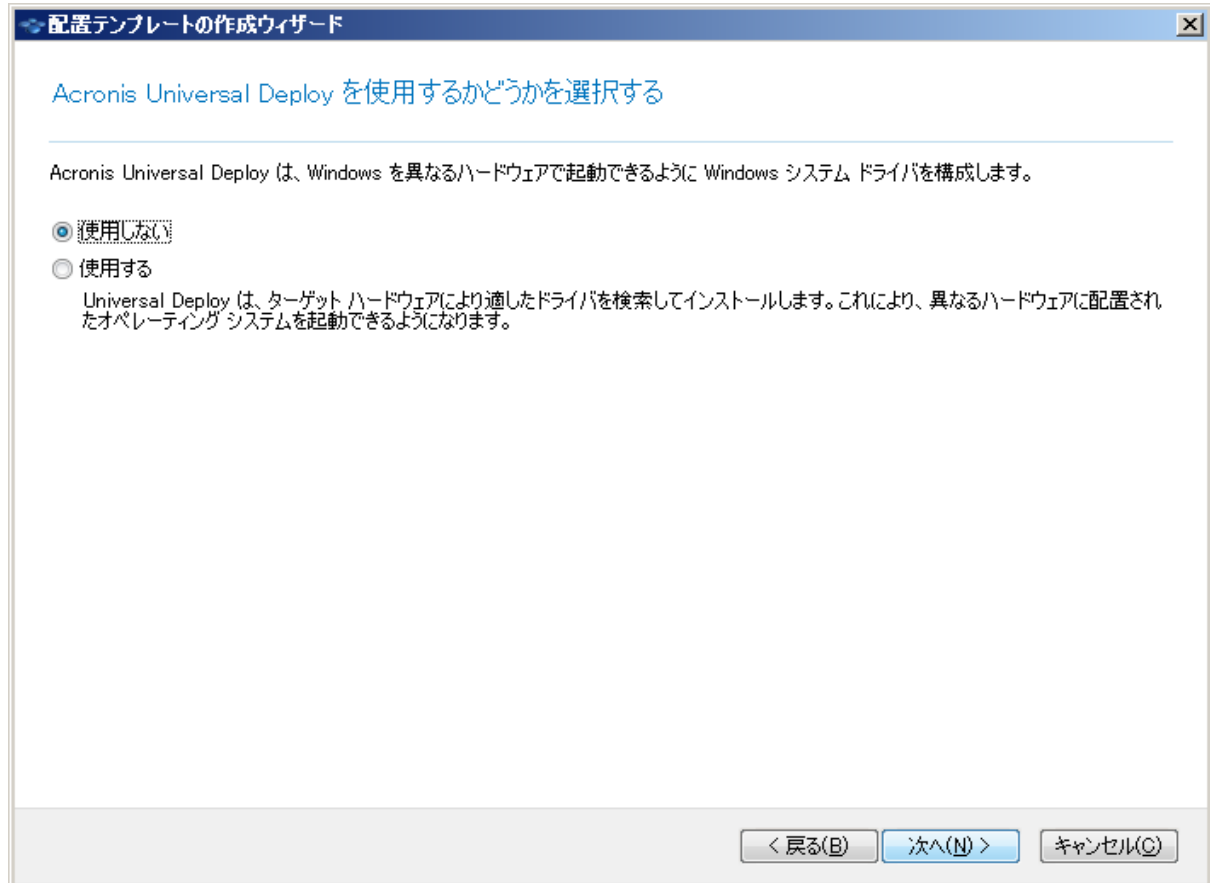 配置テンプレートの作成ウィザード
Acronis Universal Deploy を使用するかどうかを選択する
Acronis Universal Deploy は、Windows を異なるハードウェアで起動できるように Windows システム ドライバを構成します。
使用しない
使用する
Universal Deploy は、ターゲット ハードウェアにより適したドライバを検索してインストールします。これにより、異なるハードウェアに配置され
たオペレーティング システムを起動できるようになります。
< 戻る(B) 次へ(N) > キャンセル(C)